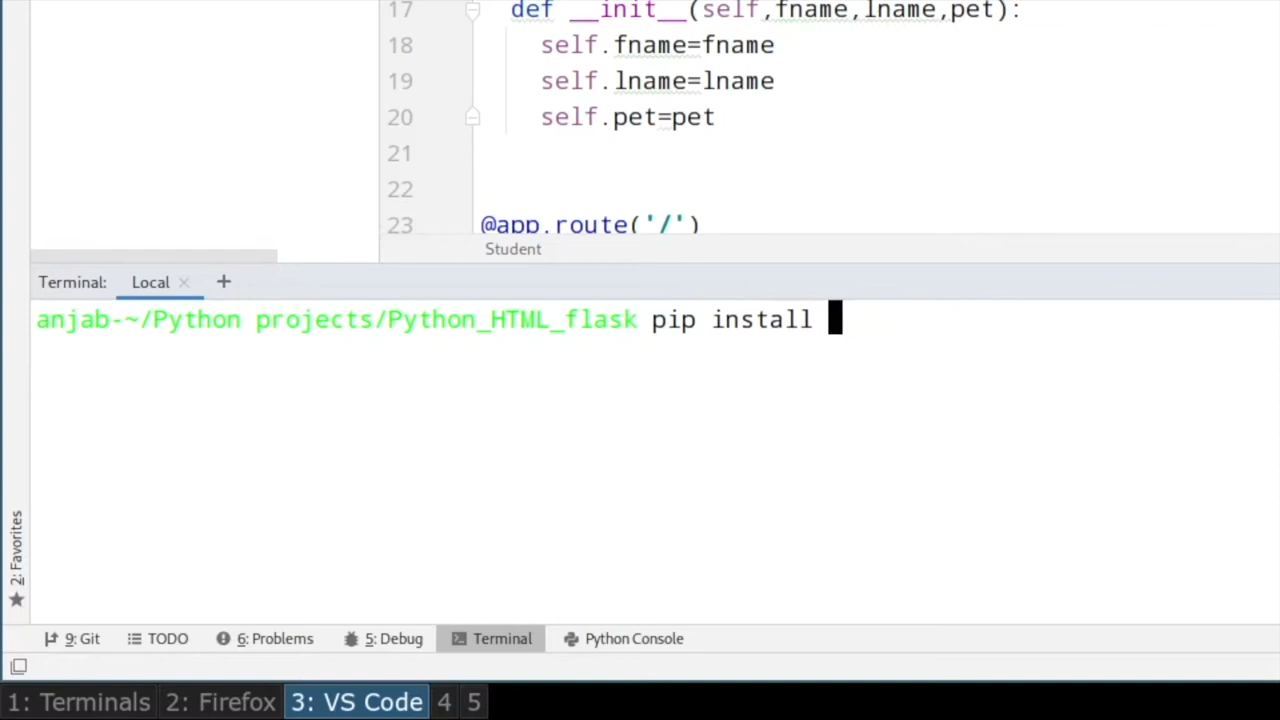 17 def __init__(self,fname,lname,pet):
18 self.fname=fname
19 self.lname=lname
20 self.pet=pet
21
22
23 @app.route('/')
Student
Terminal: Local × +
anjab-~/Python projects/Python_HTML_flask pip install
2: Favorites
9: Git TODO 6: Problems 5: Debug Terminal Python Console
1: Terminals 2: Firefox 3: VS Code 4 5